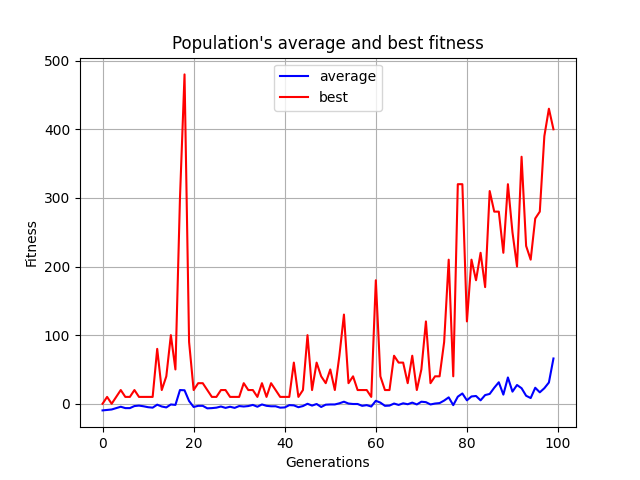 Population's average and best fitness
average
best
500
400
300
200
100
0
Fitness
0 20 40 60 80 100
Generations